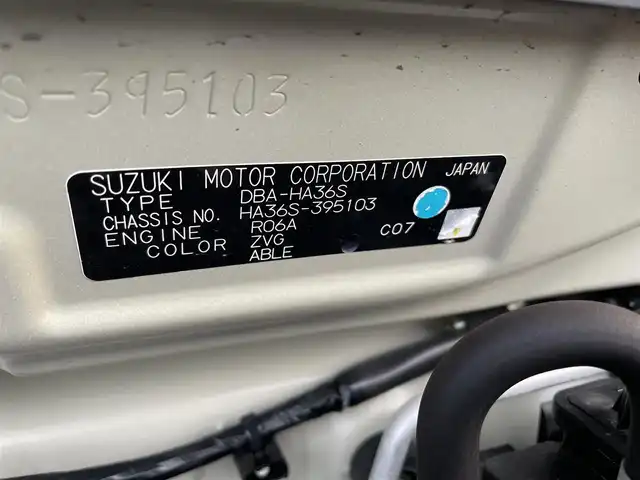 S-395103
SUZUKI MOTOR CORPORATION JAPAN
TYPE DBA-HA36S
CHASSIS NO. HA36S-395103
ENGINE R06A C07
COLOR ZVG
ABLE